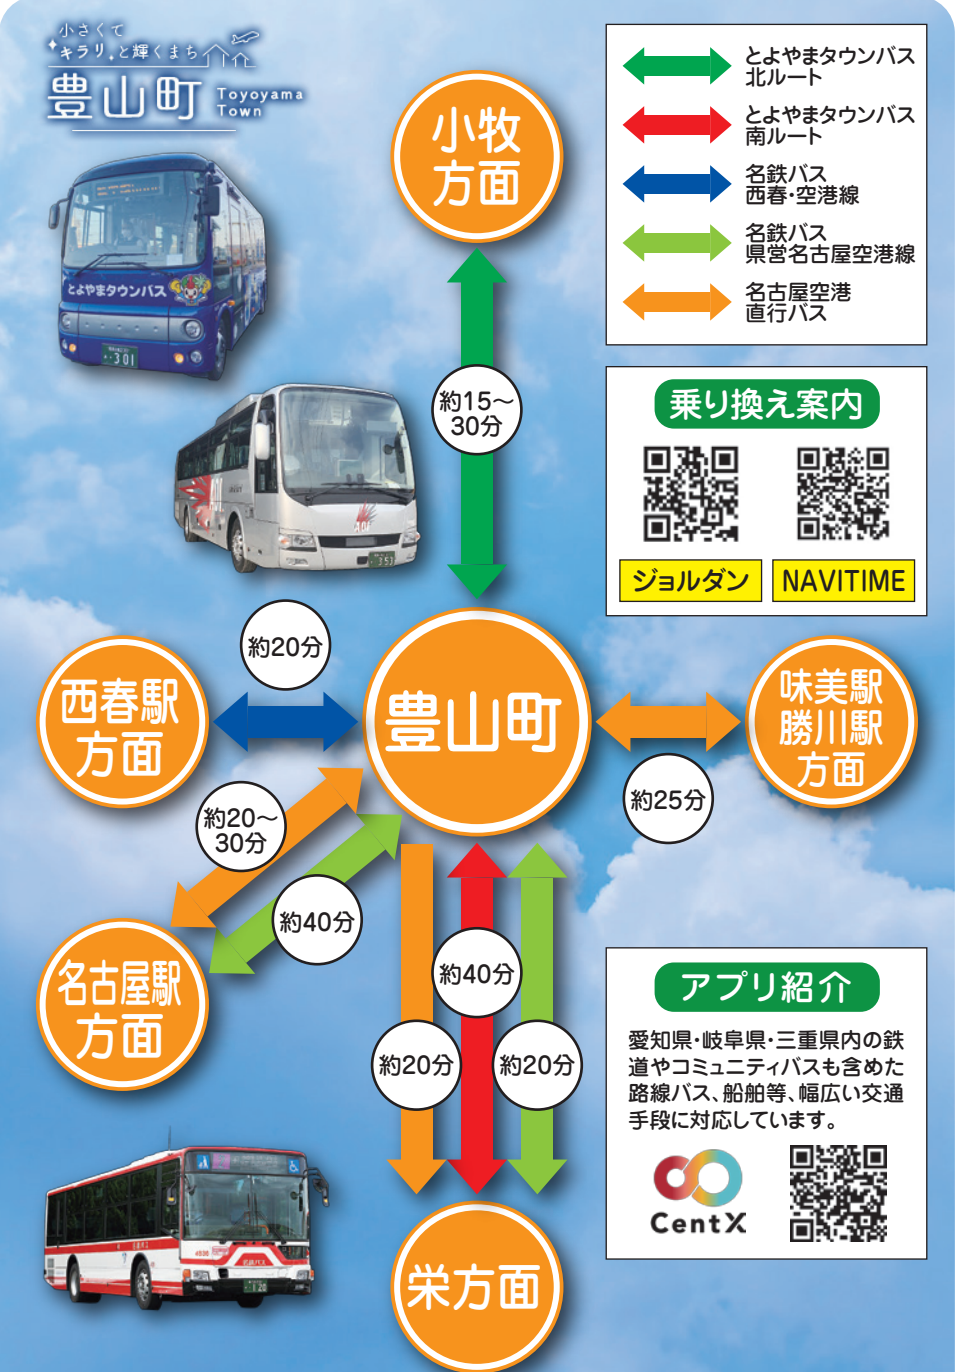 小さくて
キラリと輝くまち
豊山町
Toyoyama
Town
とよやまタウンバス
北ルート
とよやまタウンバス
南ルート
名鉄バス
西春・空港線
名鉄バス
県営名古屋空港線
名古屋空港
直行バス
小牧
方面
とよやまタウンバス
301
約15～
30分
AOI
353
乗り換え案内
ジョルダン
NAVITIME
約20分
西春駅
方面
豊山町
味美駅
勝川駅
方面
約25分
約20～
30分
約40分
名古屋駅
方面
約40分
約20分
約20分
アプリ紹介
愛知県・岐阜県・三重県内の鉄
道やコミュニティバスも含めた
路線バス、船舶等、幅広い交通
手段に対応しています。
CentX
名鉄バス
栄方面